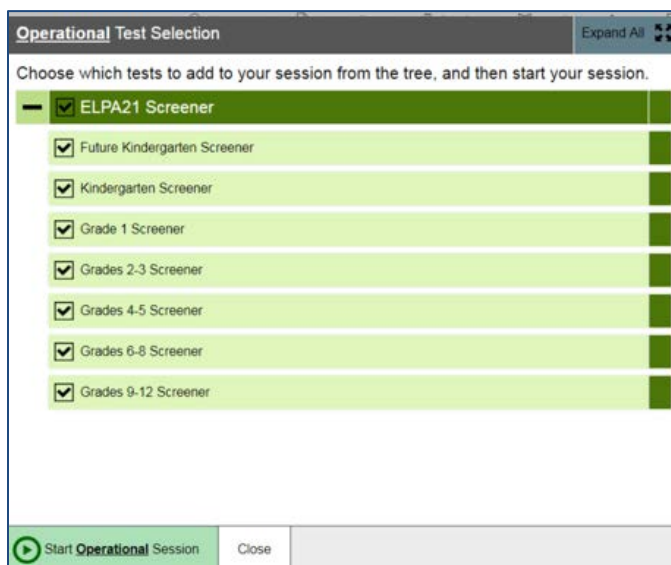 Operational Test Selection
Expand All
Choose which tests to add to your session from the tree, and then start your session.
ELPA21 Screener
Future Kindergarten Screener
Kindergarten Screener
Grade 1 Screener
Grades 2-3 Screener
Grades 4-5 Screener
Grades 6-8 Screener
Grades 9-12 Screener
Start Operational Session
Close